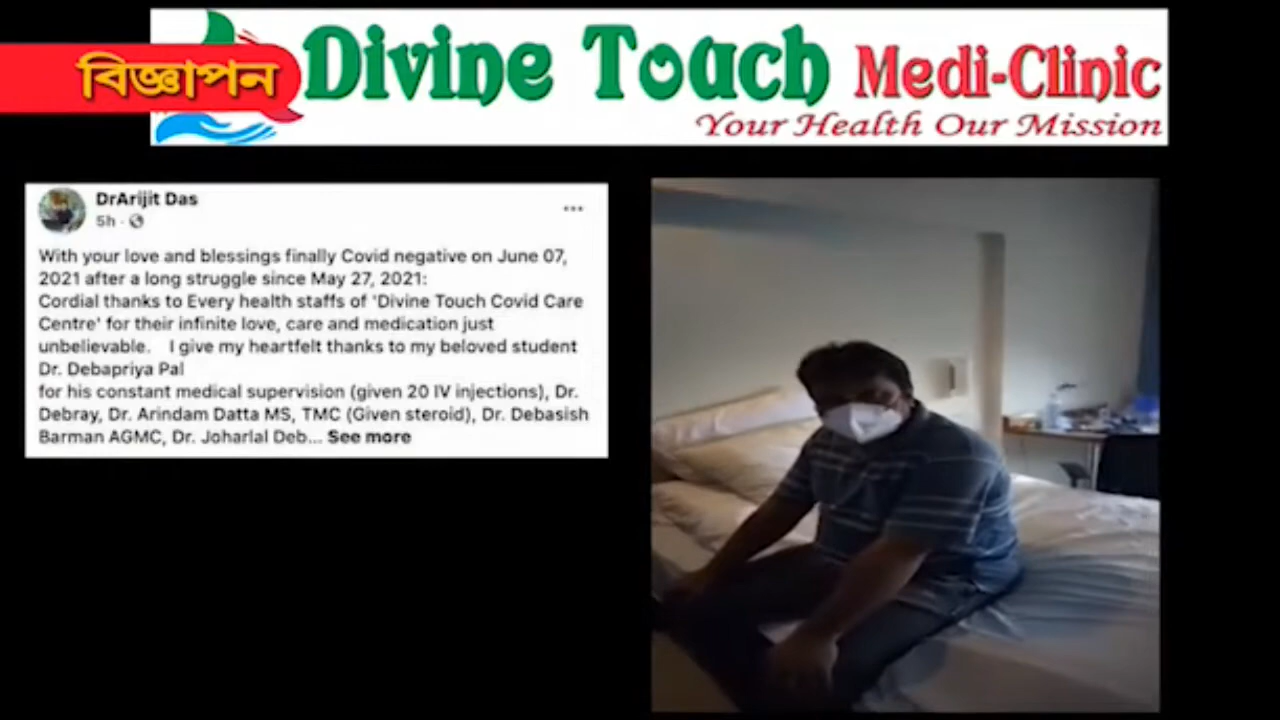 বিজ্ঞাপন
Divine Touch Medi-Clinic
Your Health Our Mission
DrArijit Das
5h ·
With your love and blessings finally Covid negative on June 07,
2021 after a long struggle since May 27, 2021:
Cordial thanks to Every health staffs of 'Divine Touch Covid Care
Centre' for their infinite love, care and medication just
unbelievable. I give my heartfelt thanks to my beloved student
Dr. Debapriya Pal
for his constant medical supervision (given 20 IV injections), Dr.
Debray, Dr. Arindam Datta MS, TMC (Given steroid), Dr. Debasish
Barman AGMC, Dr. Joharlal Deb... See more